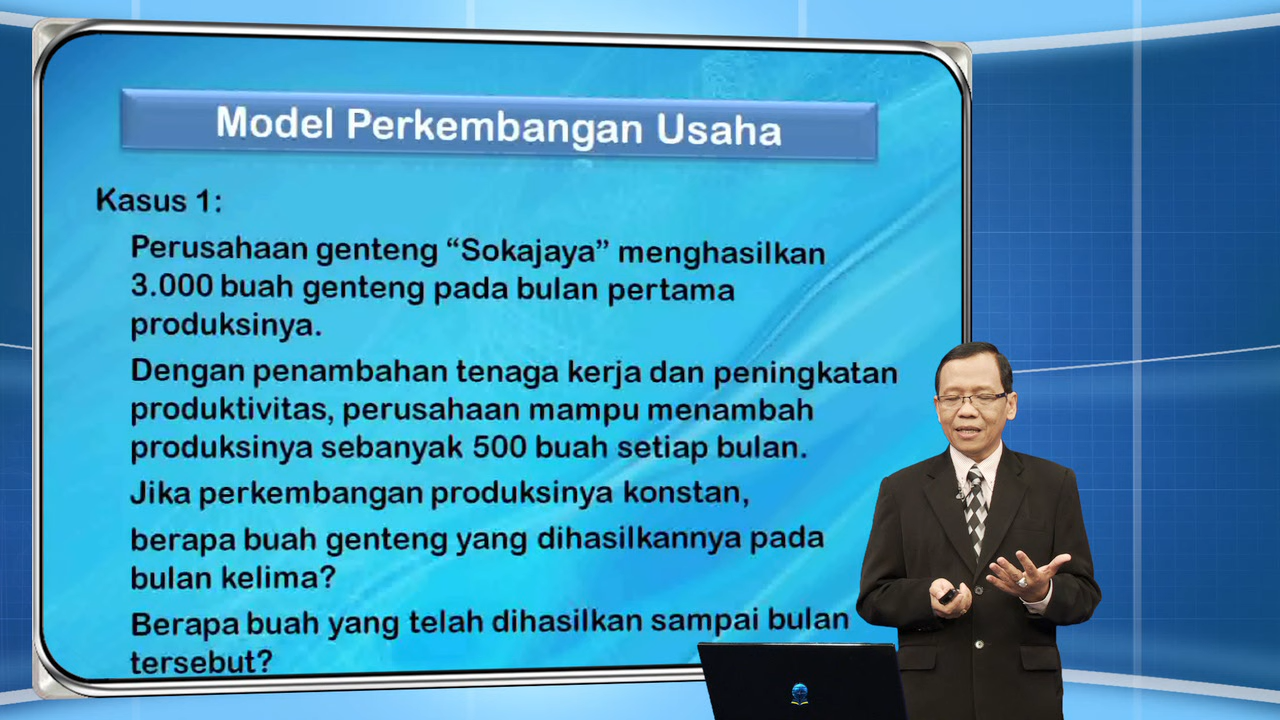 Model Perkembangan Usaha
Kasus 1:
Perusahaan genteng “Sokajaya” menghasilkan
3.000 buah genteng pada bulan pertama
produksinya.
Dengan penambahan tenaga kerja dan peningkatan
produktivitas, perusahaan mampu menambah
produksinya sebanyak 500 buah setiap bulan.
Jika perkembangan produksinya konstan,
berapa buah genteng yang dihasilkannya pada
bulan kelima?
Berapa buah yang telah dihasilkan sampai bulan
tersebut?